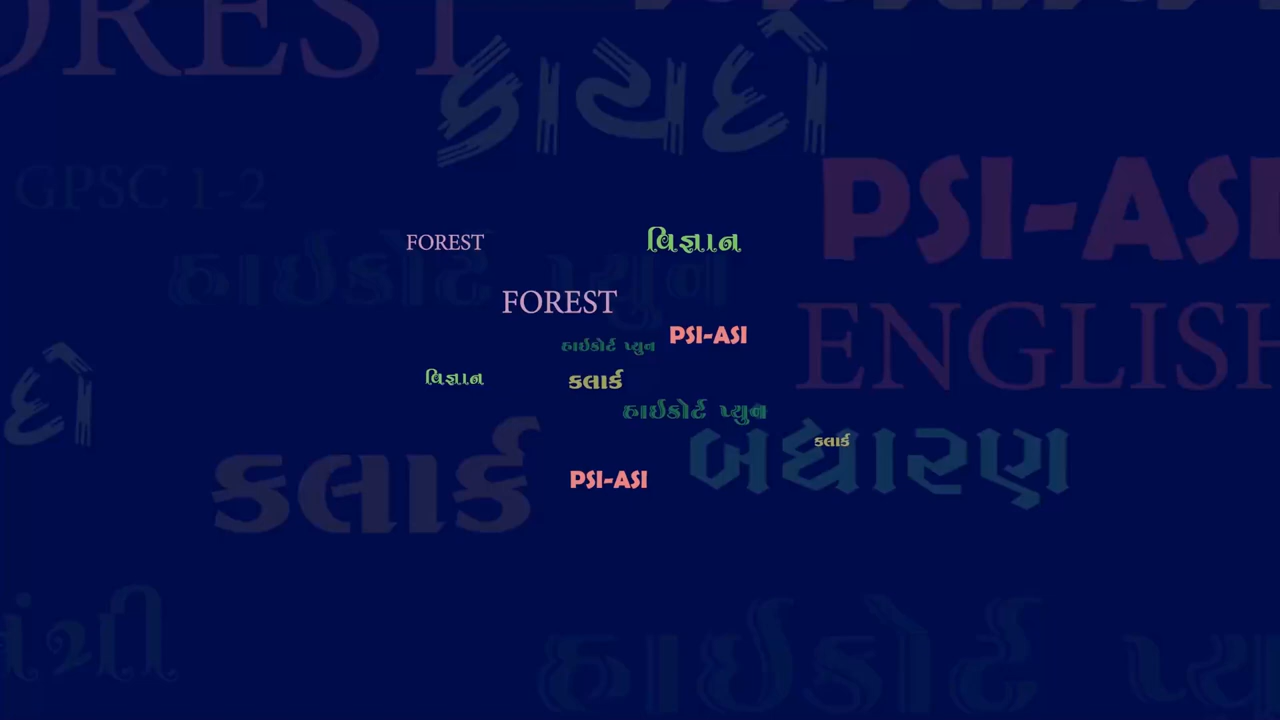 કાયદો
GPSC 1-2
PSI-ASI
FOREST
વિજ્ઞાન
હાઈકોર્ટ પ્યુન
FOREST
PSI-ASI
ENGLISH
હાઈકોર્ટ પ્યુન
વિજ્ઞાન
કલાર્ક
હાઈકોર્ટ પ્યુન
કલાર્ક
બંધારણ
કલાર્ક
PSI-ASI
હાઈકોર્ટ